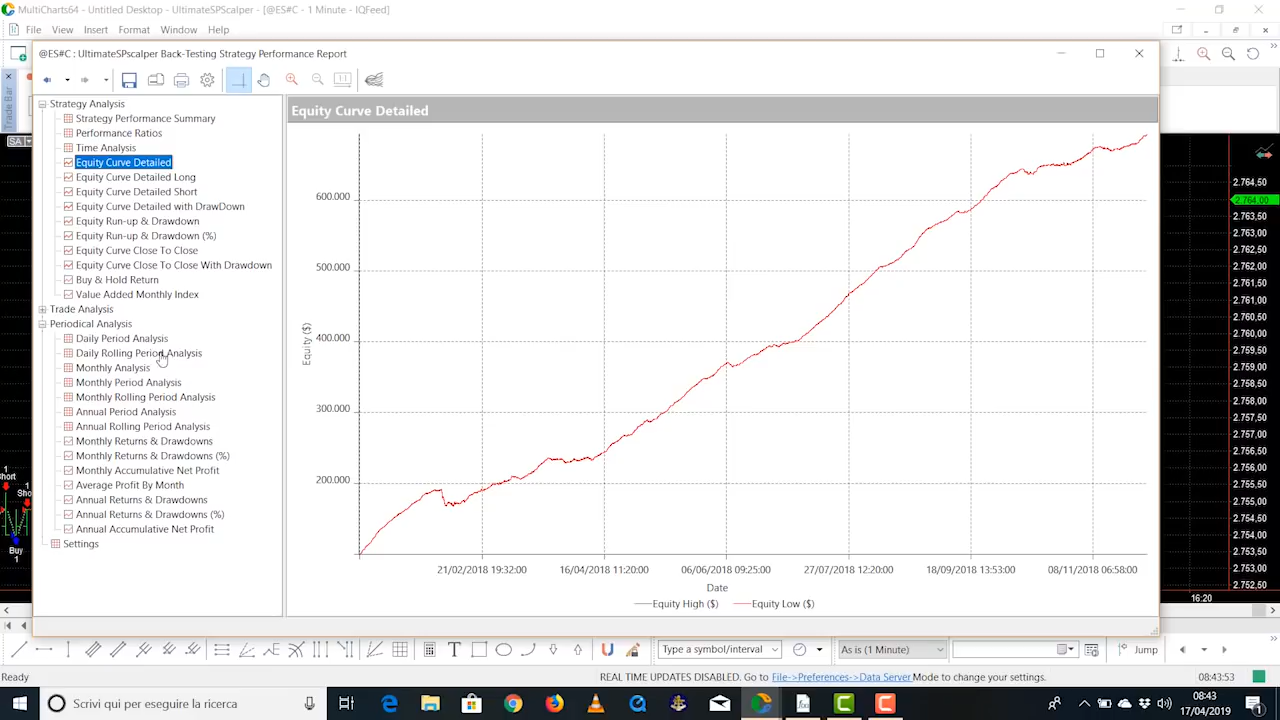 MultiCharts64 - Untitled Desktop - UltimateSPScalper - [@ES#C - 1 Minute - IQFeed]
File View Insert Format Window Help
@ES#C : UltimateSPscalper Back-Testing Strategy Performance Report
Trade Bar
SA
Strategy Analysis
Strategy Performance Summary
Performance Ratios
Time Analysis
Equity Curve Detailed
Equity Curve Detailed Long
Equity Curve Detailed Short
Equity Curve Detailed with DrawDown
Equity Run-up & Drawdown
Equity Run-up & Drawdown (%)
Equity Curve Close To Close
Equity Curve Close To Close With Drawdown
Buy & Hold Return
Value Added Monthly Index
Trade Analysis
Periodical Analysis
Daily Period Analysis
Daily Rolling Period Analysis
Monthly Analysis
Monthly Period Analysis
Monthly Rolling Period Analysis
Annual Period Analysis
Annual Rolling Period Analysis
Monthly Returns & Drawdowns
Monthly Returns & Drawdowns (%)
Monthly Accumulative Net Profit
Average Profit By Month
Annual Returns & Drawdowns
Annual Returns & Drawdowns (%)
Annual Accumulative Net Profit
Settings
Equity Curve Detailed
600.000
500.000
400.000
300.000
200.000
Equity ($)
21/02/2018 19:32:00 16/04/2018 11:20:00 06/06/2018 09:25:00 27/07/2018 12:20:00 18/09/2018 13:53:00 08/11/2018 06:58:00
Date
Equity High ($) Equity Low ($)
2.764,50
2.764,00
2.763,50
2.763,00
2.762,50
2.762,00
2.761,50
2.761,00
2.760,50
2.760,00
2.759,50
2.759,00
2.758,50
2.758,00
2.757,50
2.757,00
2.756,50
2.756,00
2.755,50
2.755,00
2.754,50
2.754,00
2.753,50
2.753,00
2.752,50
16:20
1
Short
1
Sho
Buy
1
Type a symbol/interval As is (1 Minute) Jump
Ready REAL TIME UPDATES DISABLED. Go to File->Preferences->Data Server Mode to change your settings. 08:43:53
Scrivi qui per eseguire la ricerca
08:43
17/04/2019
1